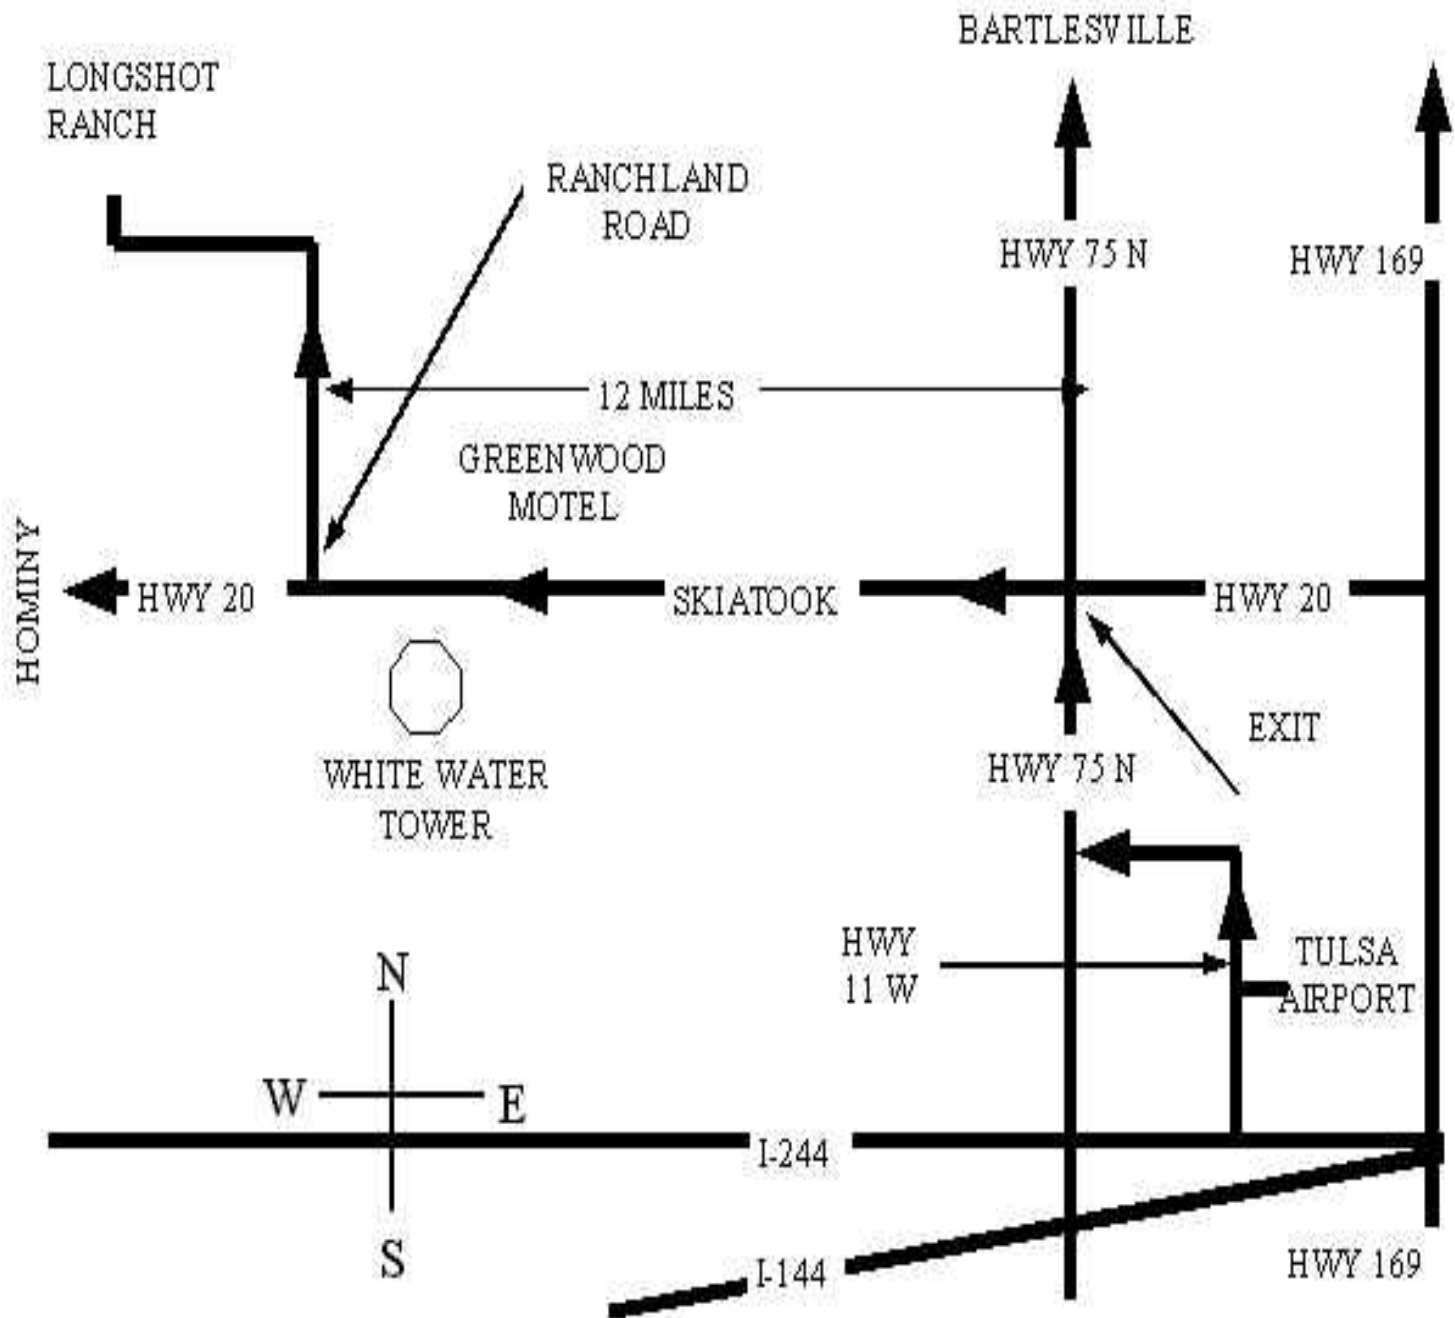 BARTLESVILLE
LONGSHOT
RANCH
RANCHLAND
ROAD
HWY 75 N
HWY 169
12 MILES
GREENWOOD
MOTEL
HOMINY
HWY 20
SKIATOOK
HWY 20
EXIT
WHITE WATER
TOWER
HWY 75 N
HWY
11 W
TULSA
AIRPORT
N
W
E
S
I-244
I-144
HWY 169